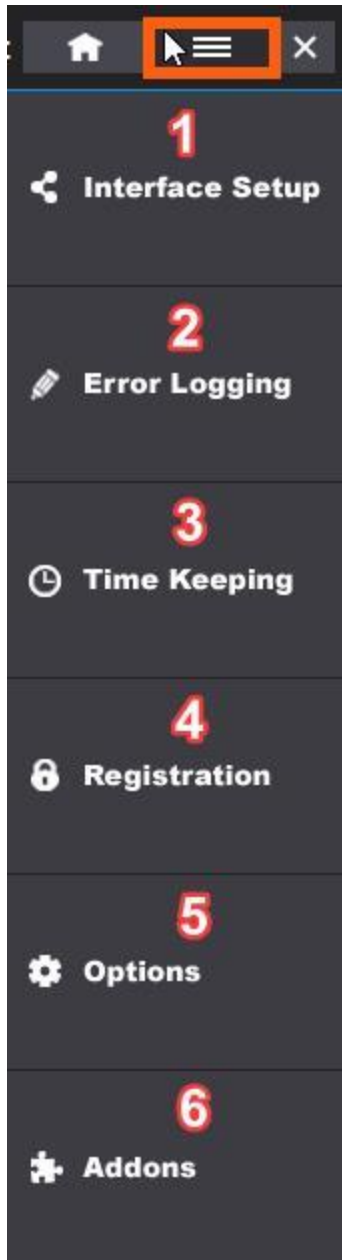 1
Interface Setup
2
Error Logging
3
Time Keeping
4
Registration
5
Options
6
Addons